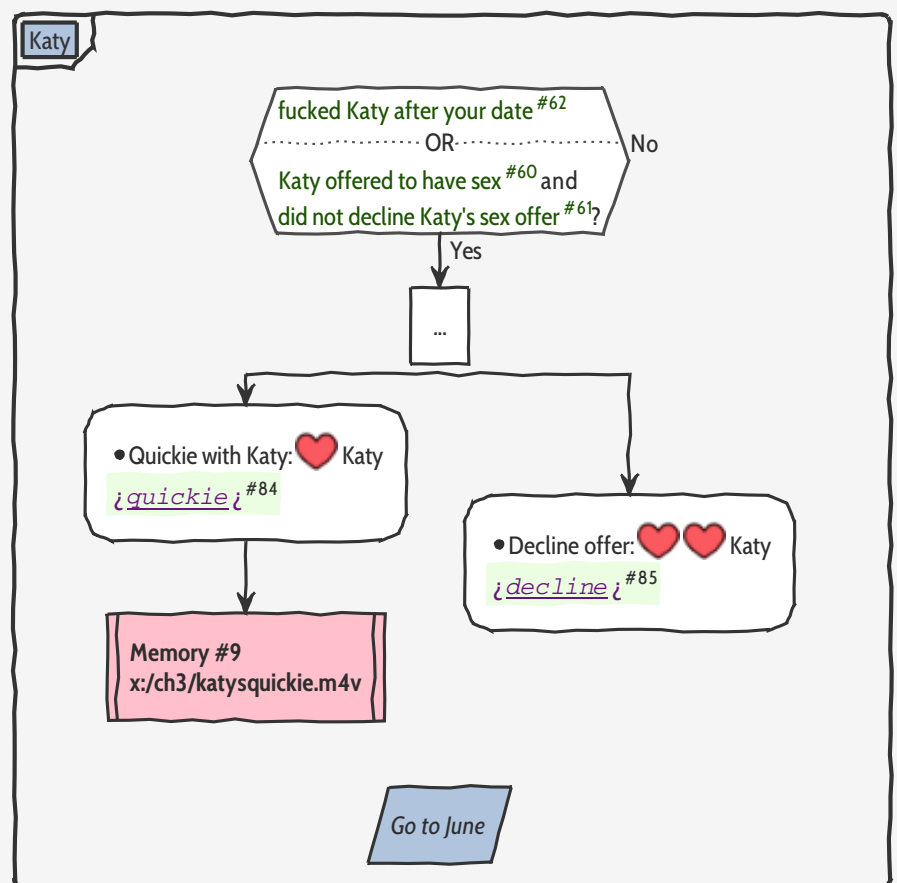 Katy
fucked Katy after your date #62
OR
No
Katy offered to have sex #60 and
did not decline Katy's sex offer #61?
Yes
...
•Quickie with Katy: ❤ Katy
¿quickie¿ #84
•Decline offer: ❤❤ Katy
¿decline¿ #85
Memory #9
x:/ch3/katysquickie.m4v
Go to June